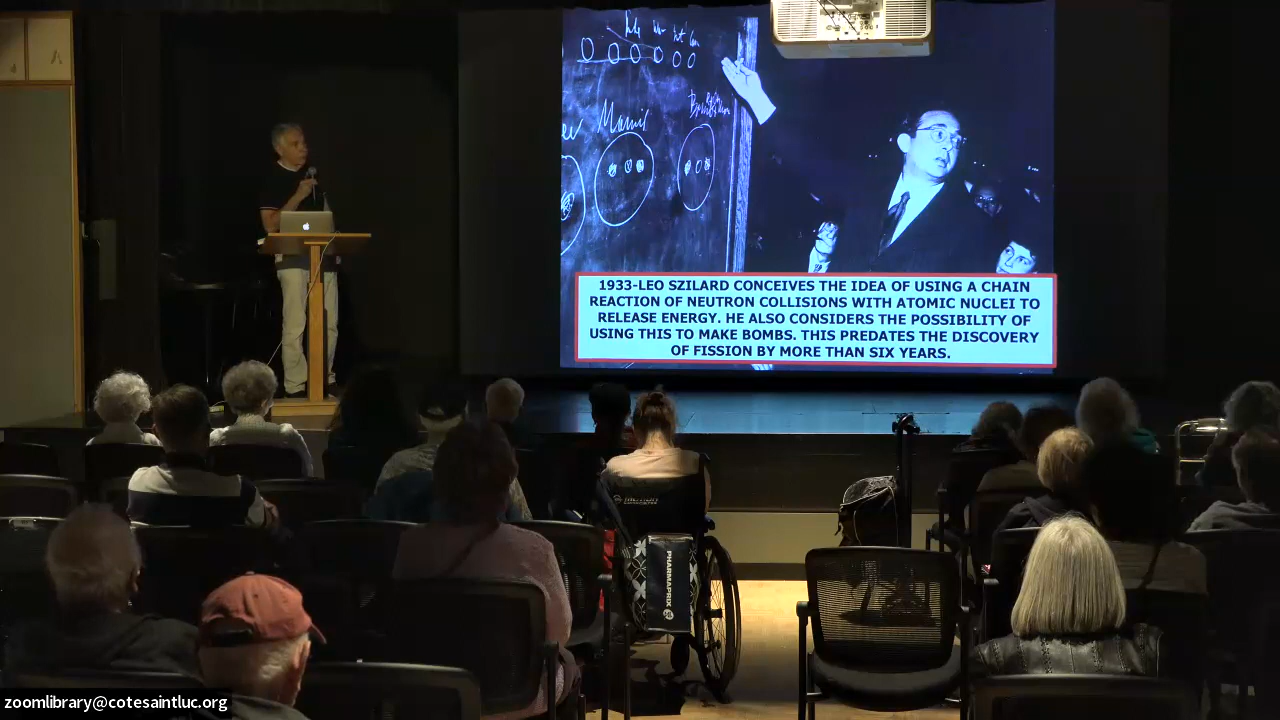 Mamis
1933-LEO SZILARD CONCEIVES THE IDEA OF USING A CHAIN
REACTION OF NEUTRON COLLISIONS WITH ATOMIC NUCLEI TO
RELEASE ENERGY. HE ALSO CONSIDERS THE POSSIBILITY OF
USING THIS TO MAKE BOMBS. THIS PREDATES THE DISCOVERY
OF FISSION BY MORE THAN SIX YEARS.
PHARMAPRIX
zoomlibrary@cotesaintluc.org